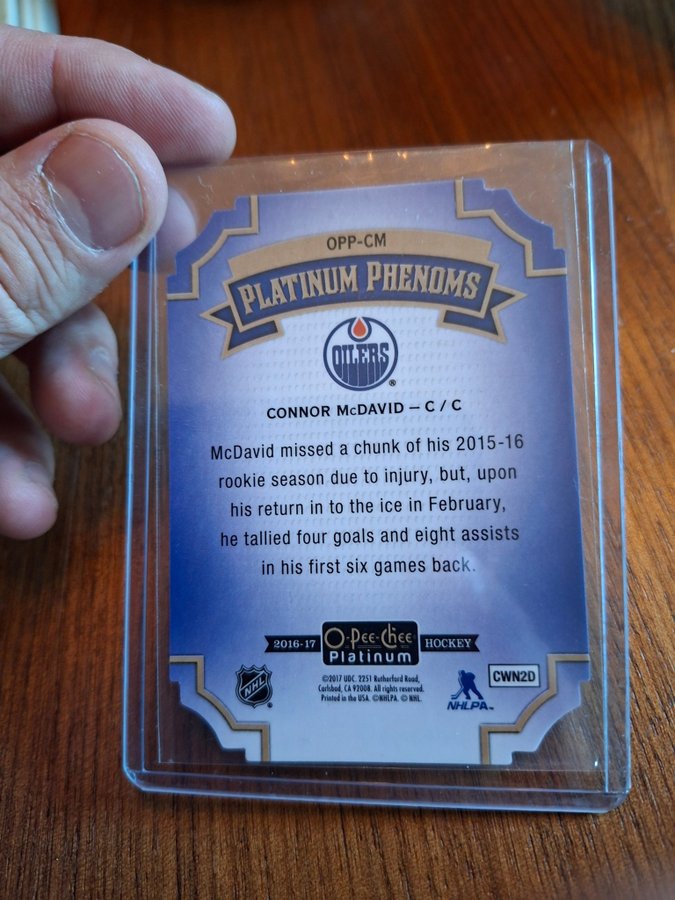 OPP-CM
PLATINUM PHENOMS
OILERS
®
CONNOR McDAVID – C / C
McDavid missed a chunk of his 2015-16
rookie season due to injury, but, upon
his return in to the ice in February,
he tallied four goals and eight assists
in his first six games back.
2016-17 O-Pee-Chee Platinum HOCKEY
©2017 UDC. 2251 Rutherford Road,
Carlsbad, CA 92008. All rights reserved.
Printed in the USA. ©NHLPA. © NHL.
NHL ®
NHLPA™
CWN2D